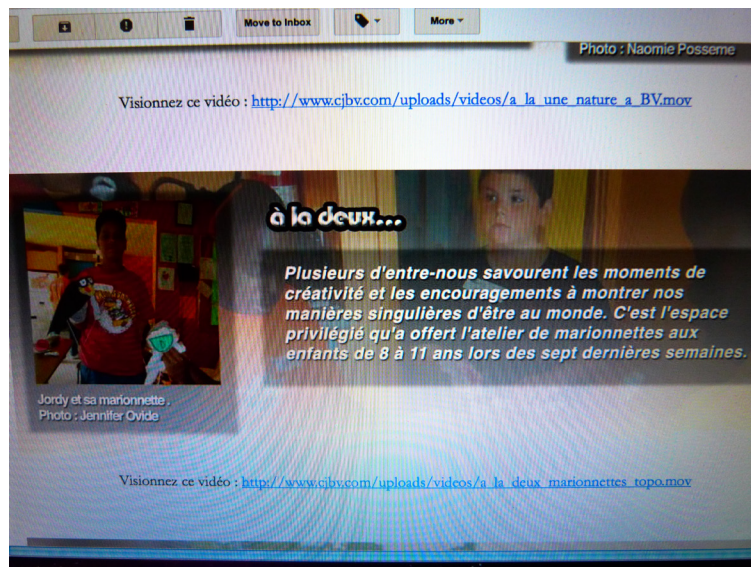 Move to Inbox
More
Photo : Naomie Posseme
Visionnez ce vidéo : http://www.cjbv.com/uploads/videos/a_la_une_nature_a_BV.mov
à la deux...
Plusieurs d'entre-nous savourent les moments de
créativité et les encouragements à montrer nos
manières singulières d'être au monde. C'est l'espace
privilégié qu'a offert l'atelier de marionnettes aux
enfants de 8 à 11 ans lors des sept dernières semaines.
Jordy et sa marionnette .
Photo : Jennifer Ovide
Visionnez ce vidéo : http://www.cjbv.com/uploads/videos/a_la_deux_marionnettes_topo.mov